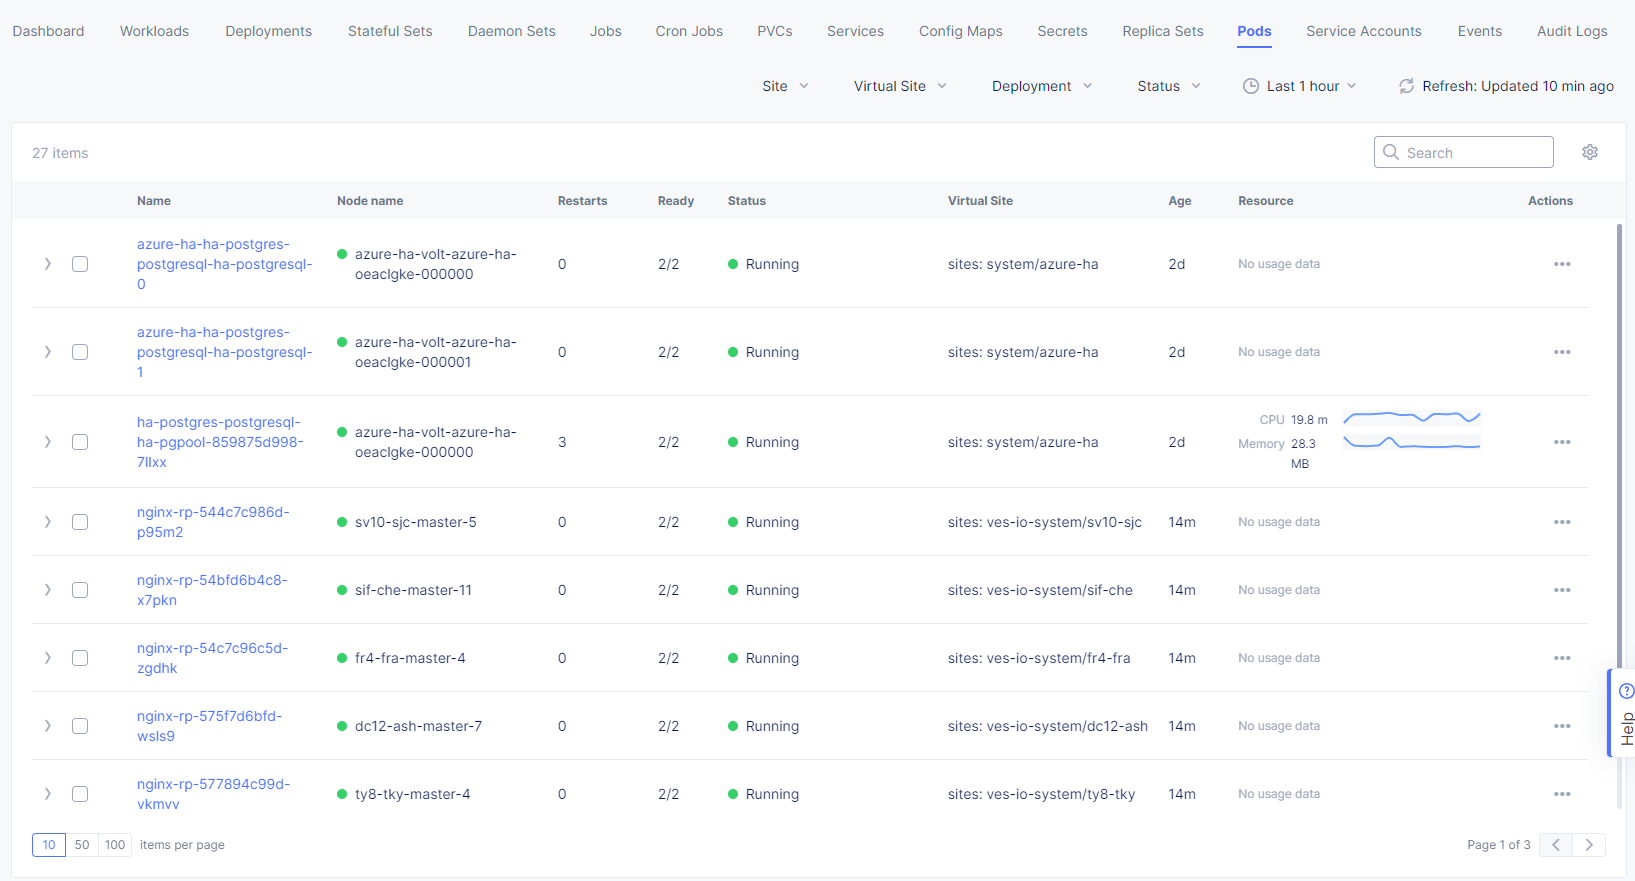 Dashboard Workloads Deployments Stateful Sets Daemon Sets Jobs Cron Jobs PVCs Services Config Maps Secrets Replica Sets Pods Service Accounts Events Audit Logs
Site Virtual Site Deployment Status Last 1 hour Refresh: Updated 10 min ago
27 items Search
Name Node name Restarts Ready Status Virtual Site Age Resource Actions
azure-ha-ha-postgres-
postgresql-ha-postgresql-
0
azure-ha-volt-azure-ha-
oeaclgke-000000
0 2/2 Running sites: system/azure-ha 2d No usage data
azure-ha-ha-postgres-
postgresql-ha-postgresql-
1
azure-ha-volt-azure-ha-
oeaclgke-000001
0 2/2 Running sites: system/azure-ha 2d No usage data
ha-postgres-postgresql-
ha-pgpool-859875d998-
7llxx
azure-ha-volt-azure-ha-
oeaclgke-000000
3 2/2 Running sites: system/azure-ha 2d
CPU 19.8 m
Memory 28.3
MB
nginx-rp-544c7c986d-
p95m2
sv10-sjc-master-5 0 2/2 Running sites: ves-io-system/sv10-sjc 14m No usage data
nginx-rp-54bfd6b4c8-
x7pkn
sif-che-master-11 0 2/2 Running sites: ves-io-system/sif-che 14m No usage data
nginx-rp-54c7c96c5d-
zgdhk
fr4-fra-master-4 0 2/2 Running sites: ves-io-system/fr4-fra 14m No usage data
nginx-rp-575f7d6bfd-
wsls9
dc12-ash-master-7 0 2/2 Running sites: ves-io-system/dc12-ash 14m No usage data
nginx-rp-577894c99d-
vkmvv
ty8-tky-master-4 0 2/2 Running sites: ves-io-system/ty8-tky 14m No usage data
Help
10 50 100 items per page Page 1 of 3